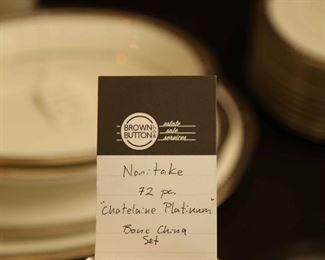 BROWN
BUTTON
estate
sale
services
Noritake
72 pc.
"Chatelaine Platinum"
Bone China
Set